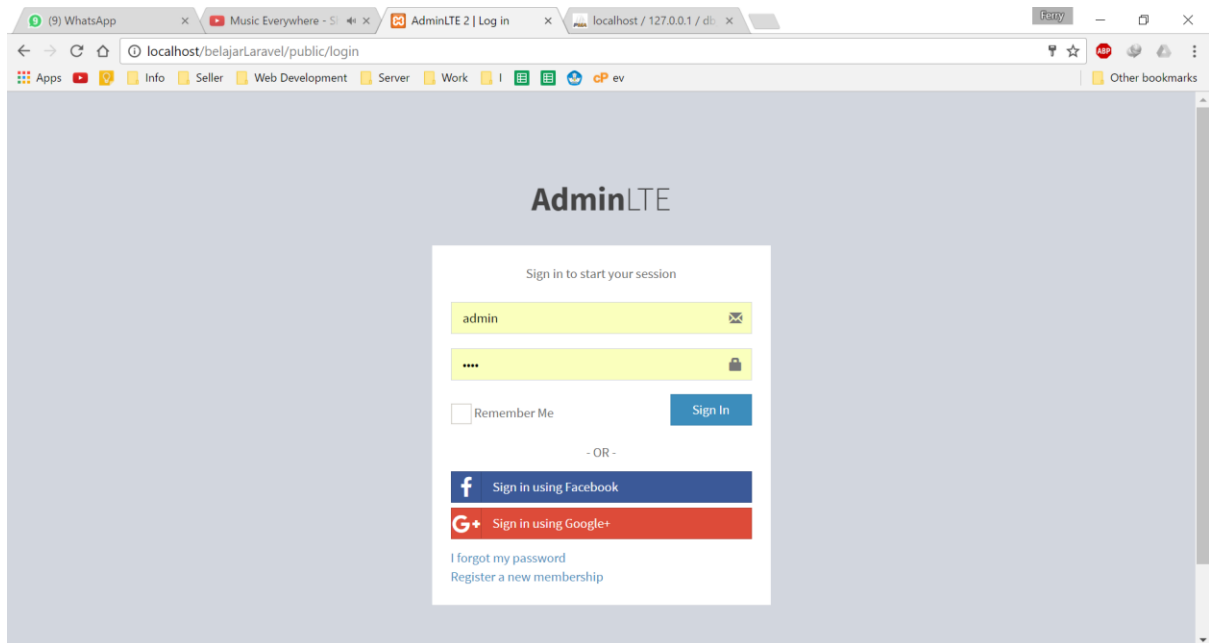 (9) WhatsApp
Music Everywhere - S
AdminLTE 2 | Log in
localhost / 127.0.0.1 / db
Ferry
localhost/belajarLaravel/public/login
ABP
Apps Info Seller Web Development Server Work I cP ev Other bookmarks
AdminLTE
Sign in to start your session
admin
••••
Remember Me
Sign In
- OR -
Sign in using Facebook
G+ Sign in using Google+
I forgot my password
Register a new membership